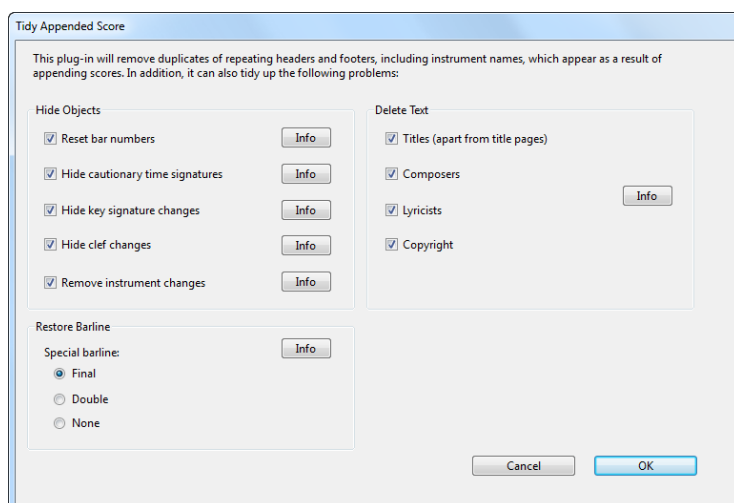 Tidy Appended Score
This plug-in will remove duplicates of repeating headers and footers, including instrument names, which appear as a result of
appending scores. In addition, it can also tidy up the following problems:
Hide Objects
Reset bar numbers
Info
Hide cautionary time signatures
Info
Hide key signature changes
Info
Hide clef changes
Info
Remove instrument changes
Info
Delete Text
Titles (apart from title pages)
Composers
Lyricists
Copyright
Info
Restore Barline
Special barline:
Info
Final
Double
None
Cancel
OK